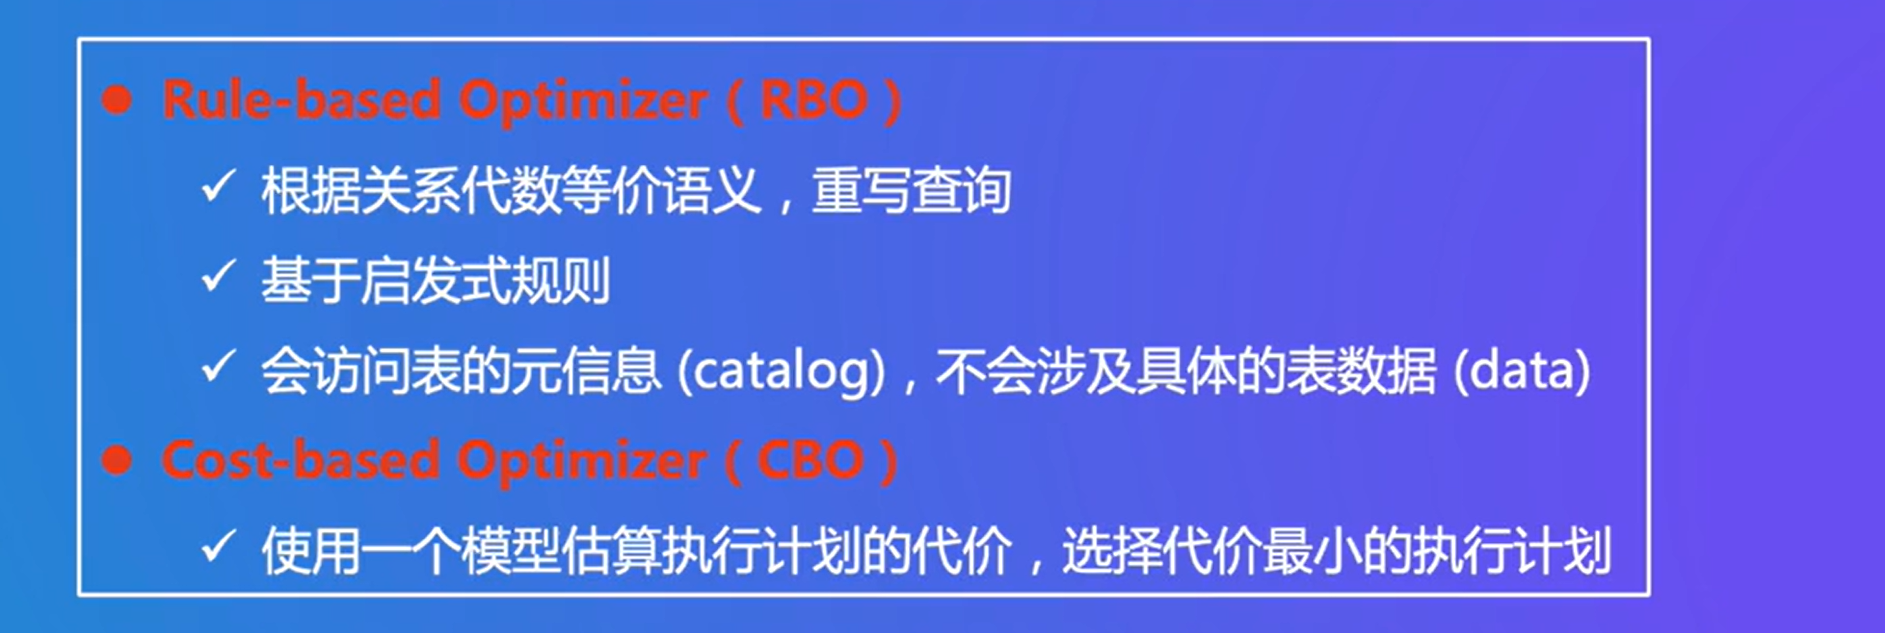 ● Rule-based Optimizer ( RBO )
✓ 根据关系代数等价语义，重写查询
✓ 基于启发式规则
✓ 会访问表的元信息 (catalog)，不会涉及具体的表数据 (data)
● Cost-based Optimizer ( CBO )
✓ 使用一个模型估算执行计划的代价，选择代价最小的执行计划